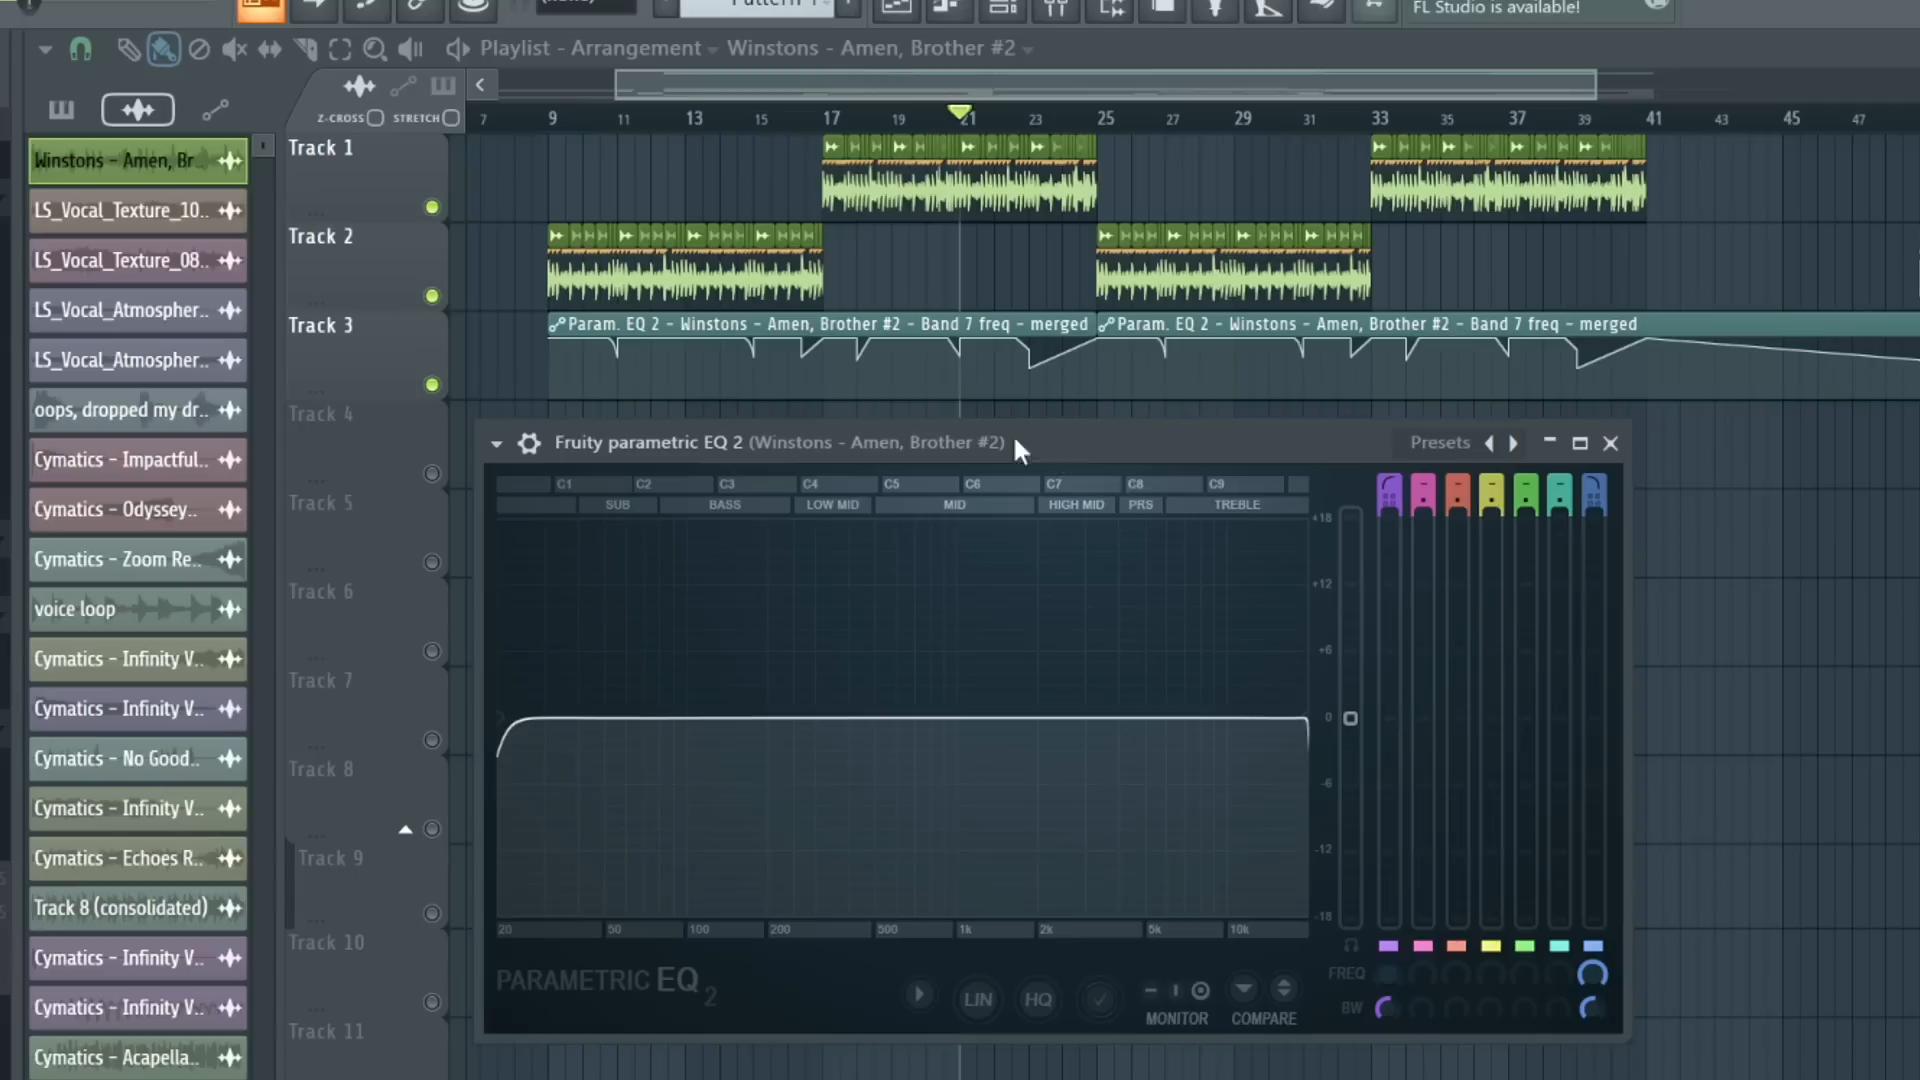 FL Studio is available!
Playlist - Arrangement Winstons - Amen, Brother #2
Z-CROSS STRETCH
7 9 11 13 15 17 19 21 23 25 27 29 31 33 35 37 39 41 43 45 47
Winstons - Amen, Br
LS_Vocal_Texture_10..
LS_Vocal_Texture_08..
LS_Vocal_Atmospher..
LS_Vocal_Atmospher..
oops, dropped my dr..
Cymatics - Impactful..
Cymatics - Odyssey..
Cymatics - Zoom Re..
voice loop
Cymatics - Infinity V..
Cymatics - Infinity V..
Cymatics - No Good..
Cymatics - Infinity V..
Cymatics - Echoes R..
Track 8 (consolidated)
Cymatics - Infinity V..
Cymatics - Infinity V..
Cymatics - Acapella..
Track 1
Track 2
Track 3
Param. EQ 2 - Winstons - Amen, Brother #2 - Band 7 freq - merged
Param. EQ 2 - Winstons - Amen, Brother #2 - Band 7 freq - merged
Track 4
Track 5
Track 6
Track 7
Track 8
Track 9
Track 10
Track 11
Fruity parametric EQ 2 (Winstons - Amen, Brother #2)
Presets
C1 C2 C3 C4 C5 C6 C7 C8 C9
SUB BASS LOW MID MID HIGH MID PRS TREBLE
+18
+12
+6
0
-6
-12
-18
20 50 100 200 500 1k 2k 5k 10k
PARAMETRIC EQ 2
LIN HQ
MONITOR COMPARE
FREQ
BW